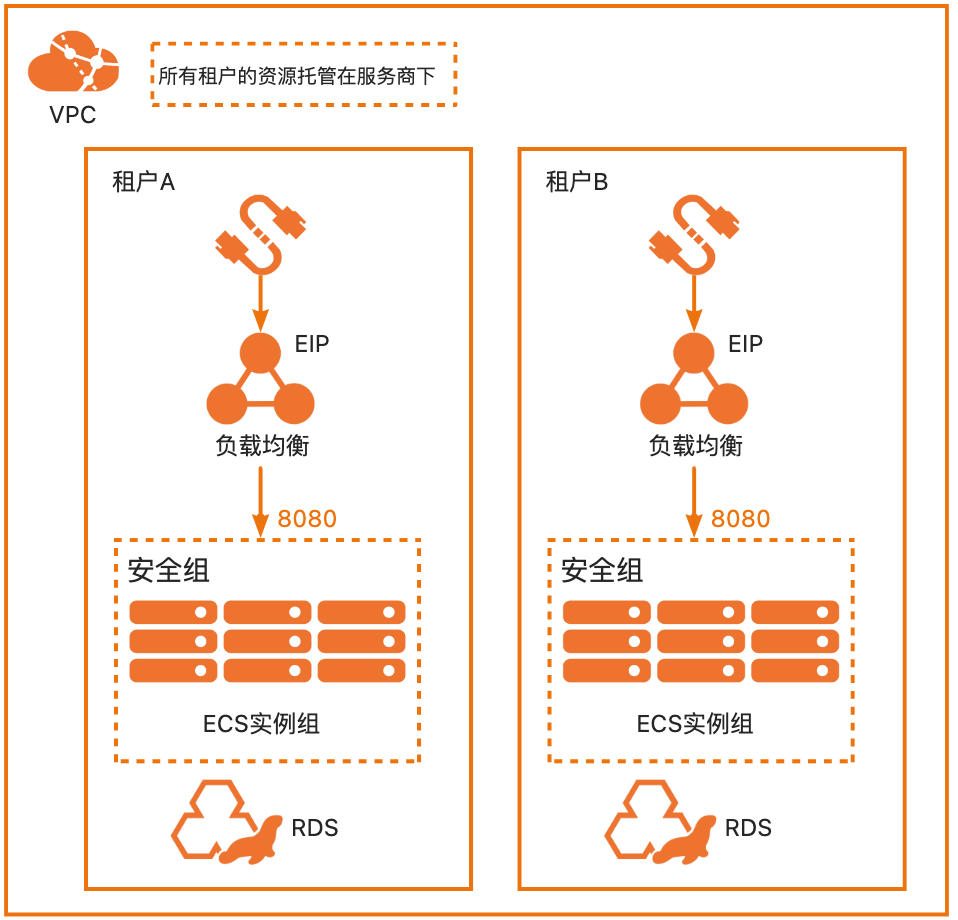 所有租户的资源托管在服务商下
VPC
租户A
EIP
负载均衡
8080
安全组
ECS实例组
RDS
租户B
EIP
负载均衡
8080
安全组
ECS实例组
RDS